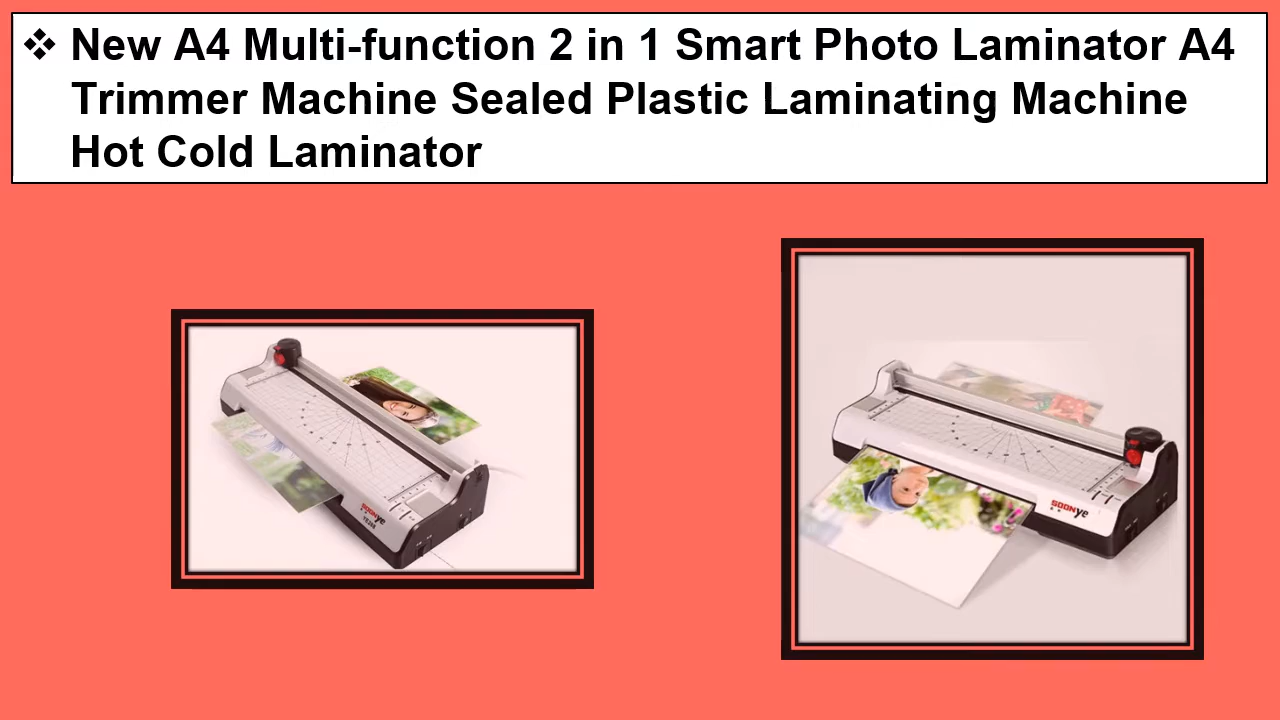 ❖ New A4 Multi-function 2 in 1 Smart Photo Laminator A4
Trimmer Machine Sealed Plastic Laminating Machine
Hot Cold Laminator
SOONye
SOONye